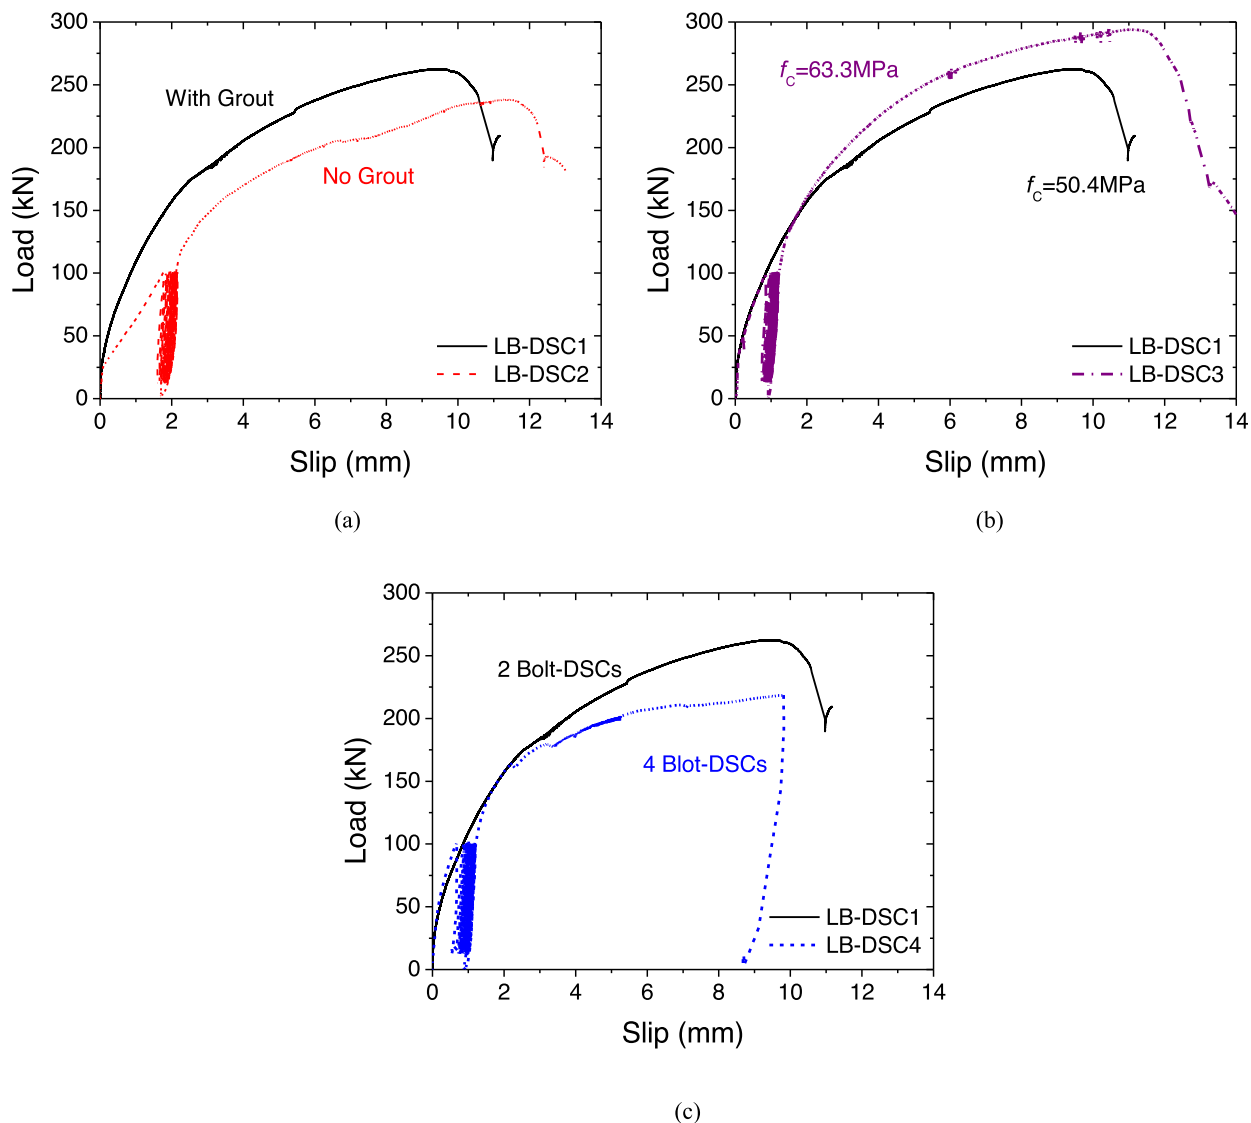 300
250
200
150
100
50
0
Load (kN)
With Grout
No Grout
LB-DSC1
LB-DSC2
0 2 4 6 8 10 12 14
Slip (mm)
(a)
300
250
200
150
100
50
0
Load (kN)
fC=63.3MPa
fC=50.4MPa
LB-DSC1
LB-DSC3
0 2 4 6 8 10 12 14
Slip (mm)
(b)
300
250
200
150
100
50
0
Load (kN)
2 Bolt-DSCs
4 Blot-DSCs
LB-DSC1
LB-DSC4
0 2 4 6 8 10 12 14
Slip (mm)
(c)